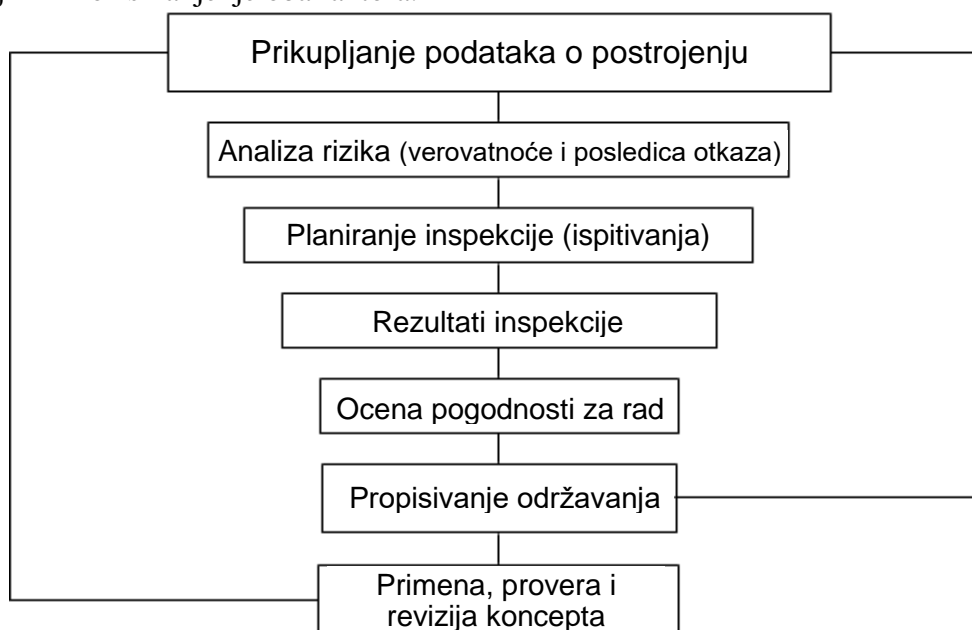 Prikupljanje podataka o postrojenju
Analiza rizika (verovatnoće i posledica otkaza)
Planiranje inspekcije (ispitivanja)
Rezultati inspekcije
Ocena pogodnosti za rad
Propisivanje održavanja
Primena, provera i
revizija koncepta